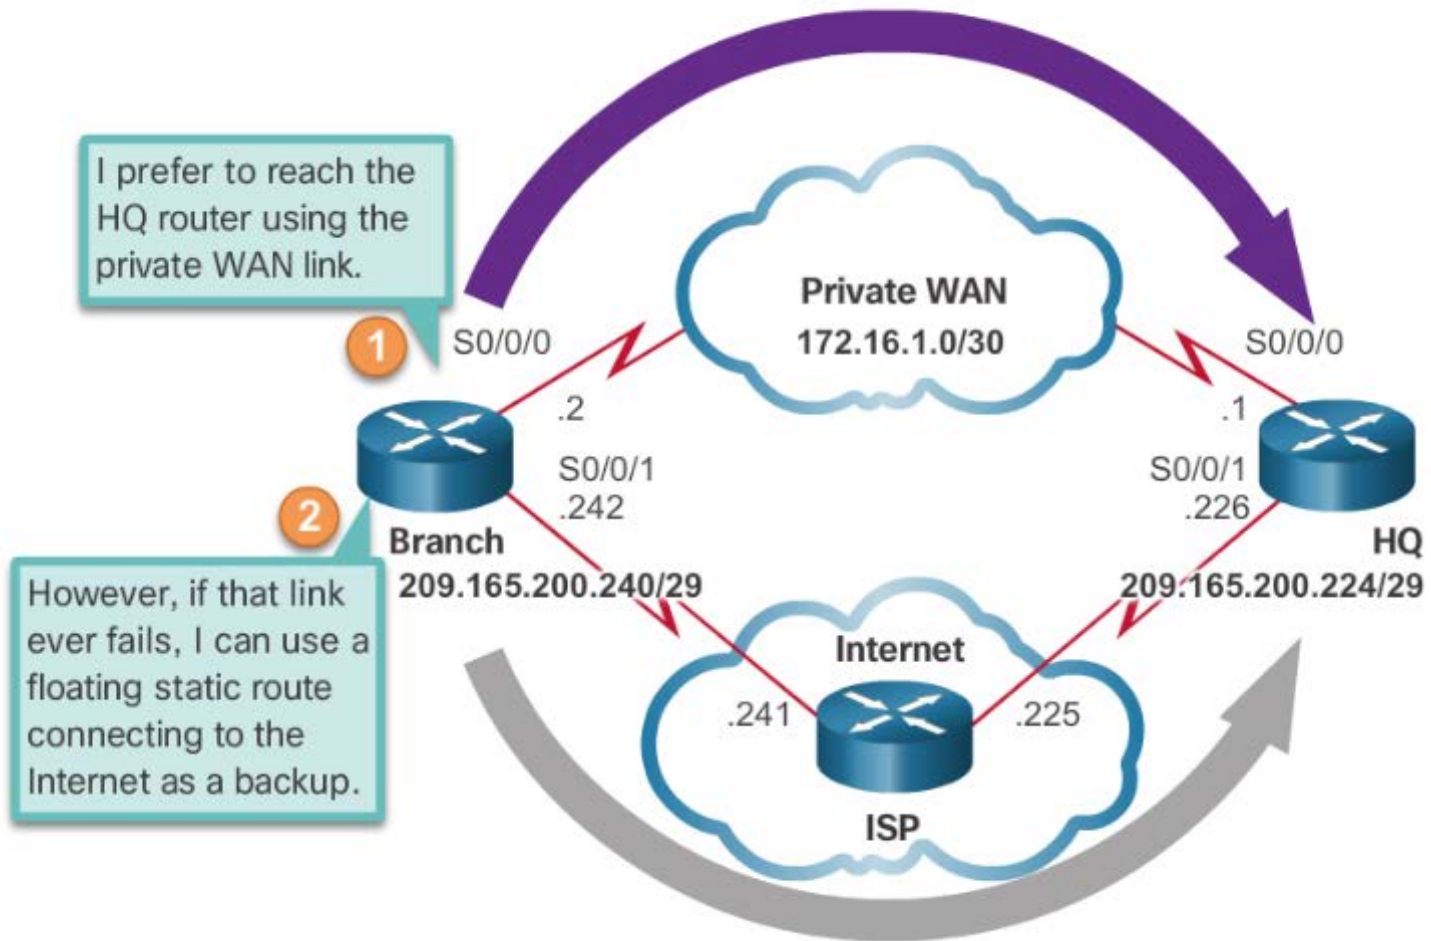 I prefer to reach the
HQ router using the
private WAN link.
1
S0/0/0
Private WAN
172.16.1.0/30
S0/0/0
.2
.1
S0/0/1
.242
S0/0/1
.226
2
Branch
HQ
209.165.200.240/29
209.165.200.224/29
However, if that link
ever fails, I can use a
floating static route
connecting to the
Internet as a backup.
Internet
.241
.225
ISP